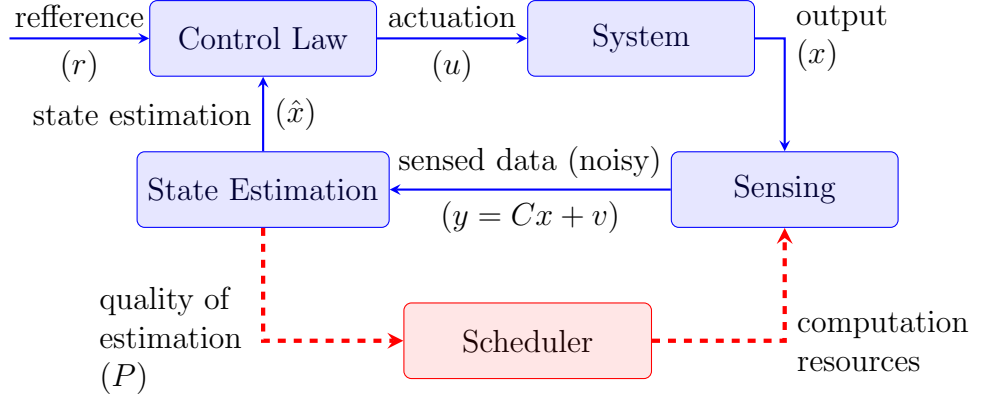 refference
(r)
Control Law
actuation
(u)
System
output
(x)
state estimation
(x̂)
State Estimation
sensed data (noisy)
(y = Cx + v)
Sensing
quality of
estimation
(P)
Scheduler
computation
resources